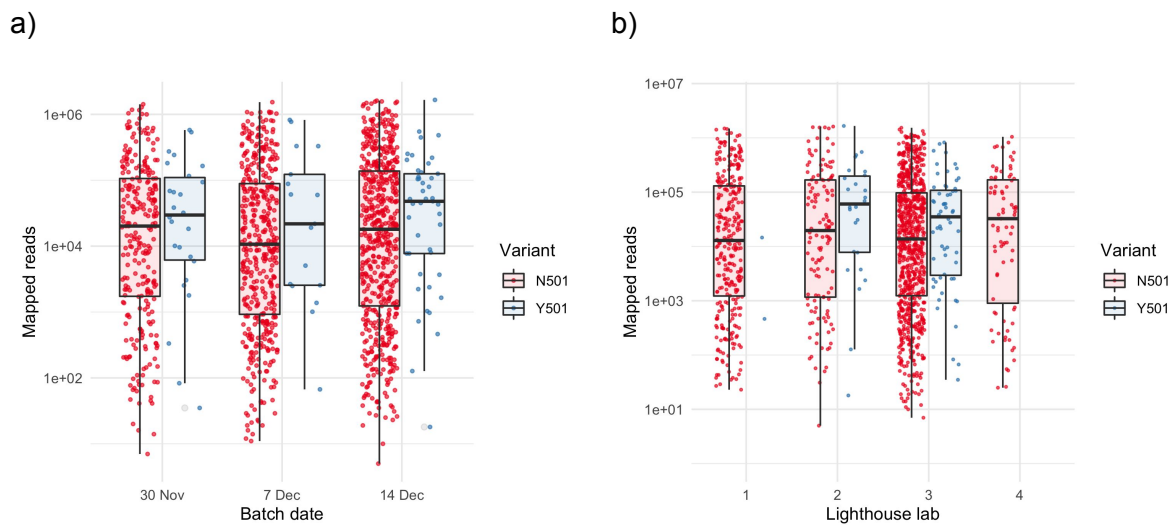 a)
1e+06
1e+04
1e+02
Mapped reads
30 Nov 7 Dec 14 Dec
Batch date
Variant
N501
Y501
b)
1e+07
1e+05
1e+03
1e+01
Mapped reads
1 2 3 4
Lighthouse lab
Variant
N501
Y501